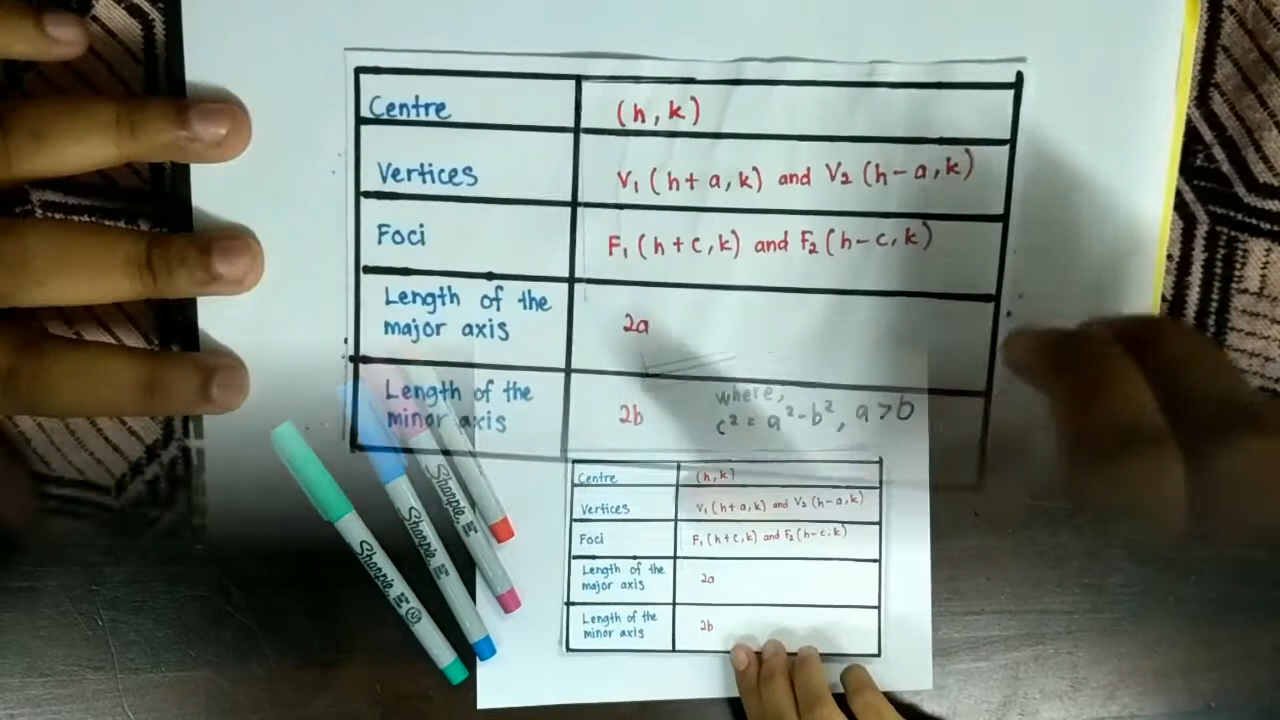 Centre
(h, k)
Vertices
V₁ (h + a, k) and V₂ (h - a, k)
Foci
F₁ (h + c, k) and F₂ (h - c, k)
Length of the
major axis
2a
Length of the
minor axis
2b
where,
c² = a² - b², a > b
Centre
(h, k)
Vertices
V₁ (h + a, k) and V₂ (h - a, k)
Foci
F₁ (h + c, k) and F₂ (h - c, k)
Length of the
major axis
2a
Length of the
minor axis
2b
Sharpie
Sharpie
Sharpie